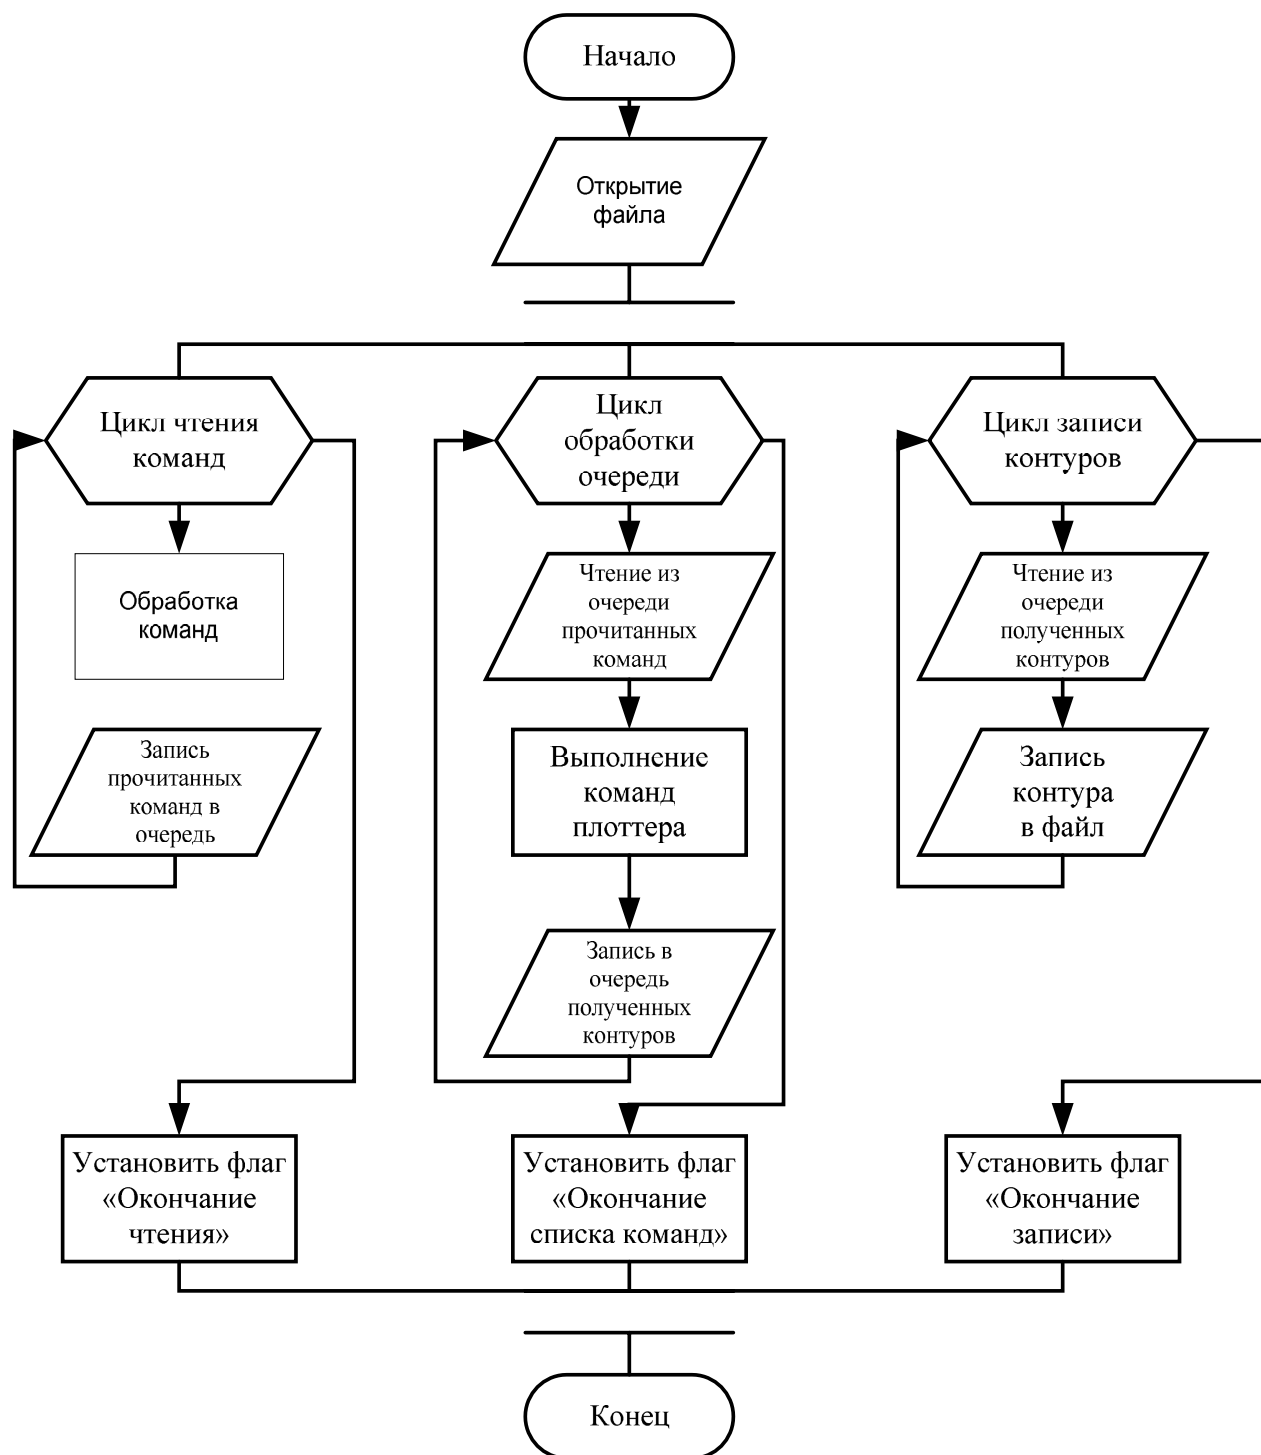 Начало
Открытие
файла
Цикл чтения
команд
Обработка
команд
Запись
прочитанных
команд в
очередь
Установить флаг
«Окончание
чтения»
Цикл
обработки
очереди
Чтение из
очереди
прочитанных
команд
Выполнение
команд
плоттера
Запись в
очередь
полученных
контуров
Установить флаг
«Окончание
списка команд»
Цикл записи
контуров
Чтение из
очереди
полученных
контуров
Запись
контура
в файл
Установить флаг
«Окончание
записи»
Конец